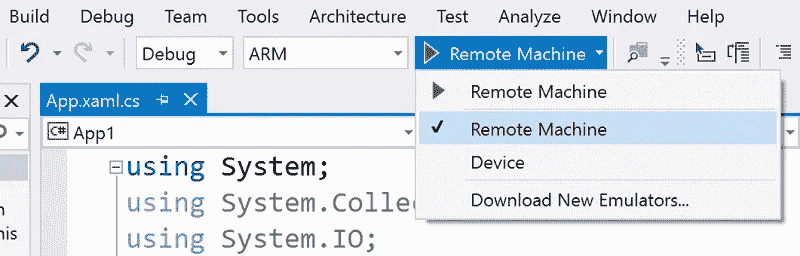 Build Debug Team Tools Architecture Test Analyze Window Help
Debug ARM Remote Machine
Remote Machine
App.xaml.cs
Remote Machine
C# App1
Device
using System;
Download New Emulators...
using System.Collec
using System.IO;
his